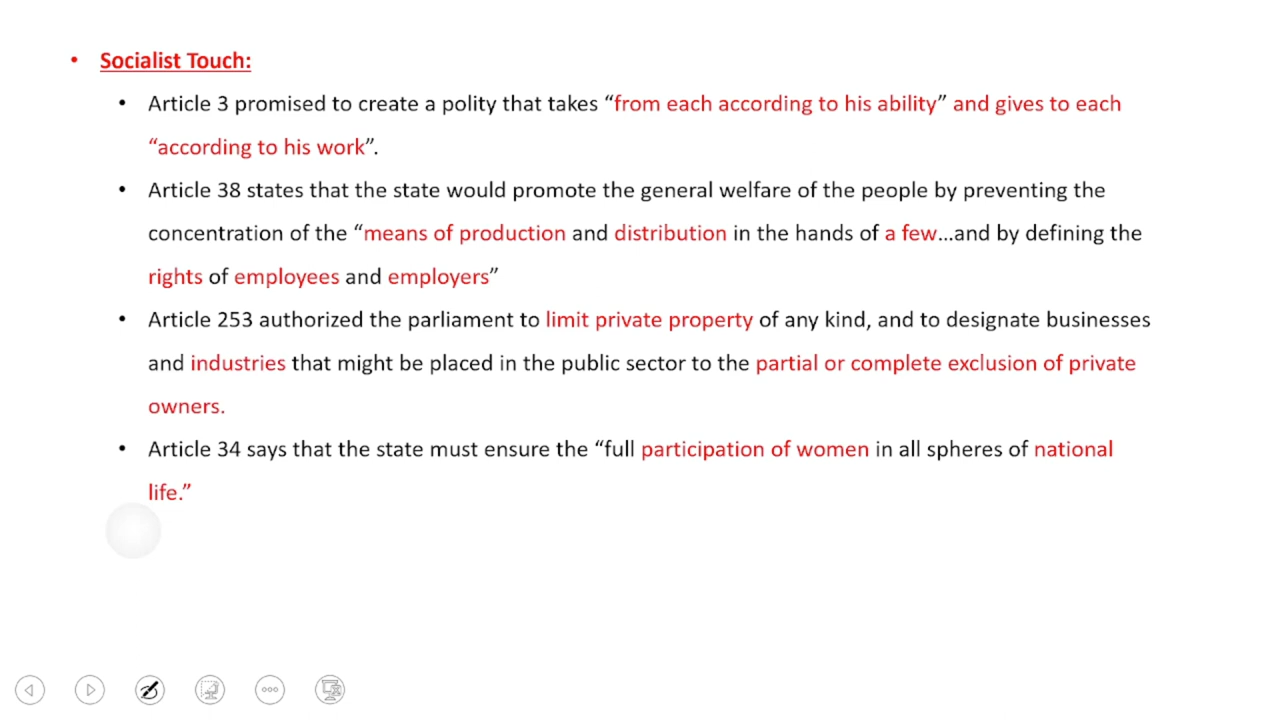 • Socialist Touch:
• Article 3 promised to create a polity that takes “from each according to his ability” and gives to each
“according to his work”.
• Article 38 states that the state would promote the general welfare of the people by preventing the
concentration of the “means of production and distribution in the hands of a few…and by defining the
rights of employees and employers”
• Article 253 authorized the parliament to limit private property of any kind, and to designate businesses
and industries that might be placed in the public sector to the partial or complete exclusion of private
owners.
• Article 34 says that the state must ensure the “full participation of women in all spheres of national
life.”